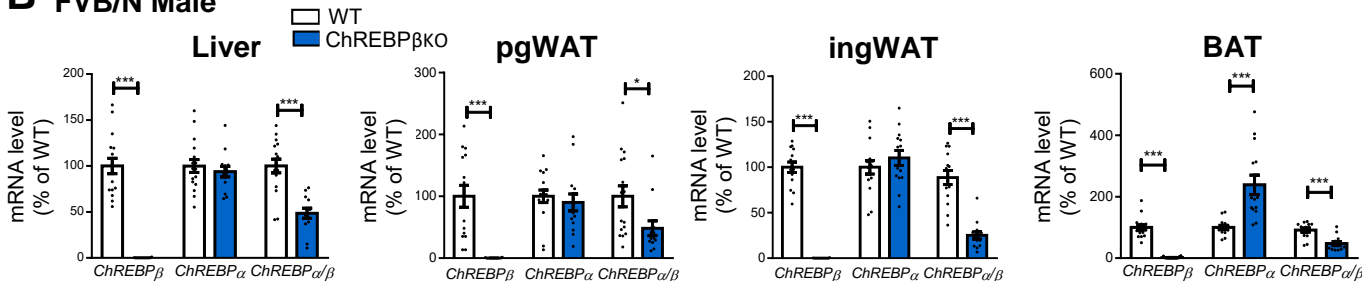 B FVB/N Male
WT
ChREBPβKO
Liver
mRNA level
(% of WT)
200
150
100
50
0
***
***
ChREBPβ ChREBPα ChREBPα/β
pgWAT
mRNA level
(% of WT)
300
200
100
0
***
*
ChREBPβ ChREBPα ChREBPα/β
ingWAT
mRNA level
(% of WT)
200
150
100
50
0
***
***
ChREBPβ ChREBPα ChREBPα/β
BAT
mRNA level
(% of WT)
600
400
200
0
***
***
***
ChREBPβ ChREBPα ChREBPα/β